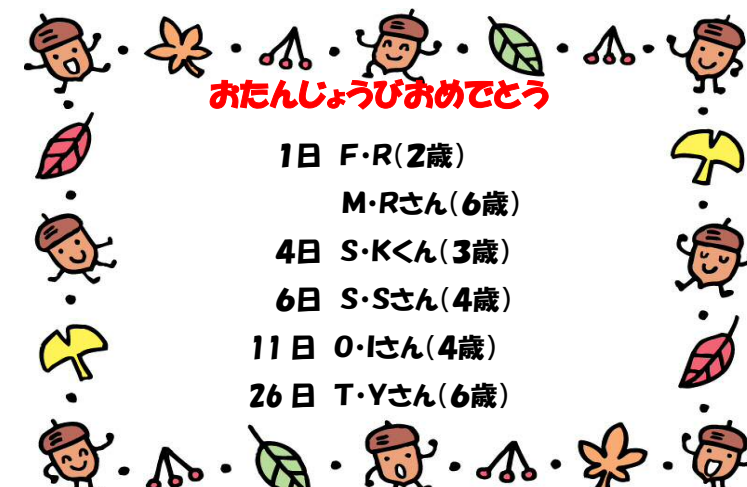 おたんじょうびおめでとう
1日 F・R(2歳)
M・Rさん(6歳)
4日 S・Kくん(3歳)
6日 S・Sさん(4歳)
11日 O・Iさん(4歳)
26日 T・Yさん(6歳)